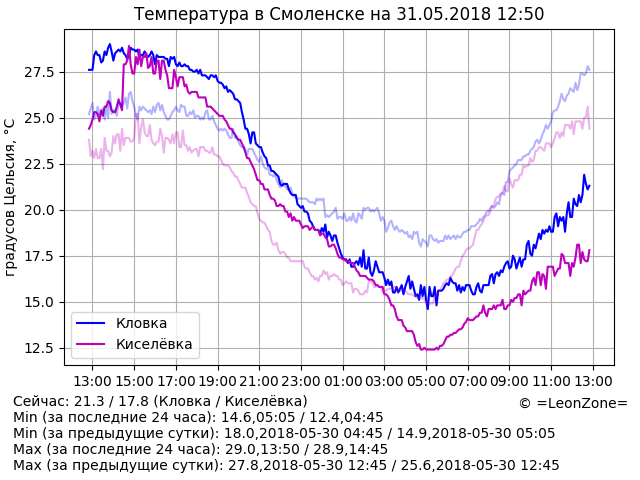 Температура в Смоленске на 31.05.2018 12:50
градусов Цельсия, °C
27.5
25.0
22.5
20.0
17.5
15.0
12.5
Кловка
Киселёвка
13:00 15:00 17:00 19:00 21:00 23:00 01:00 03:00 05:00 07:00 09:00 11:00 13:00
Сейчас: 21.3 / 17.8 (Кловка / Киселёвка)
© =LeonZone=
Min (за последние 24 часа): 14.6,05:05 / 12.4,04:45
Min (за предыдущие сутки): 18.0,2018-05-30 04:45 / 14.9,2018-05-30 05:05
Max (за последние 24 часа): 29.0,13:50 / 28.9,14:45
Max (за предыдущие сутки): 27.8,2018-05-30 12:45 / 25.6,2018-05-30 12:45